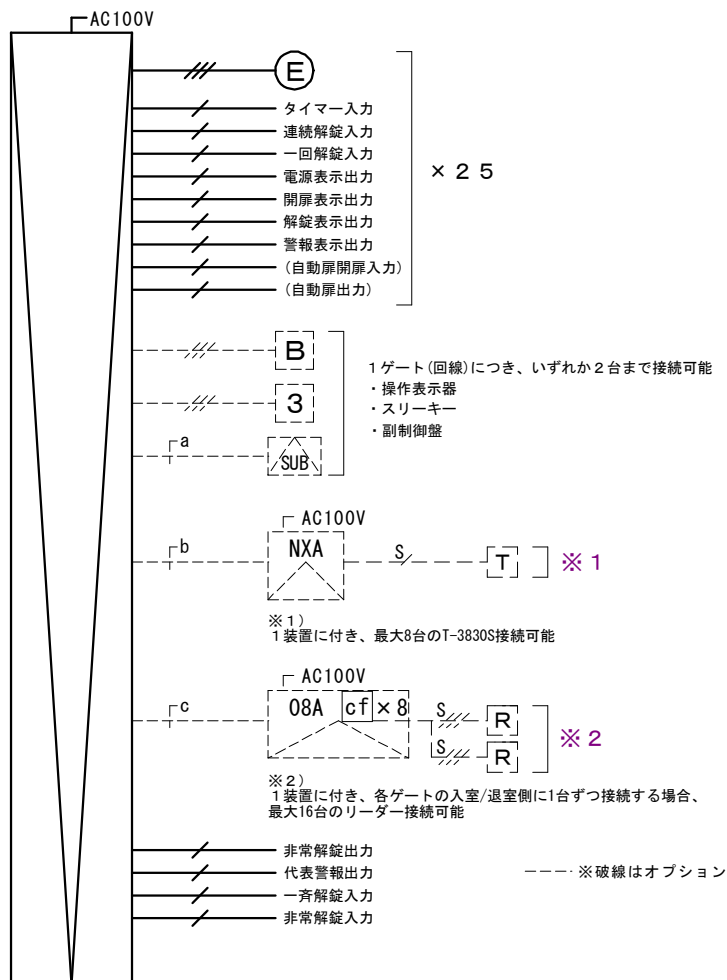 AC100V
E
タイマー入力
連続解錠入力
一回解錠入力
電源表示出力
開扉表示出力
解錠表示出力
警報表示出力
(自動扉開扉入力)
(自動扉出力)
×２５
B
3
a
SUB
１ゲート(回線)につき、いずれか２台まで接続可能
・操作表示器
・スリーキー
・副制御盤
AC100V
b
NXA
S
T
※１
※１)
１装置に付き、最大8台のT-3830S接続可能
AC100V
c
08A cf×8
S
R
S
R
※２
※２)
１装置に付き、各ゲートの入室/退室側に1台ずつ接続する場合、
最大16台のリーダー接続可能
非常解錠出力
代表警報出力
一斉解錠入力
非常解錠入力
※破線はオプション